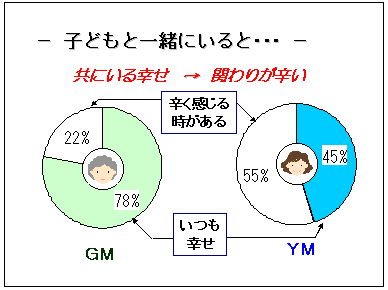 － 子どもと一緒にいると・・・ －
共にいる幸せ → 関わりが辛い
辛く感じる
時がある
22%
45%
55%
78%
いつも
幸せ
GM
YM